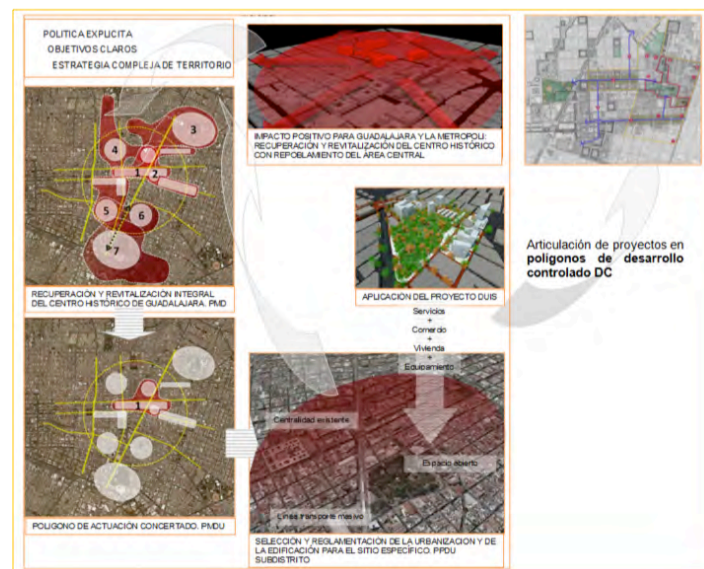 POLITICA EXPLICITA
OBJETIVOS CLAROS
ESTRATEGIA COMPLEJA DE TERRITORIO
3
4
1
2
5
6
7
RECUPERACIÓN Y REVITALIZACIÓN INTEGRAL
DEL CENTRO HISTÓRICO DE GUADALAJARA. PMD
1
POLIGONO DE ACTUACIÓN CONCERTADO. PMDU
IMPACTO POSITIVO PARA GUADALAJARA Y LA METROPOLI:
RECUPERACIÓN Y REVITALIZACIÓN DEL CENTRO HISTÓRICO
CON REPOBLAMIENTO DEL ÁREA CENTRAL
APLICACIÓN DEL PROYECTO DUIS
Servicios
+
Comercio
+
Vivienda
+
Equipamiento
Centralidad existente
Espacio abierto
Línea transporte masivo
SELECCIÓN Y REGLAMENTACIÓN DE LA URBANIZACIÓN Y DE
LA EDIFICACIÓN PARA EL SITIO ESPECÍFICO. PPDU
SUBDISTRITO
Articulación de proyectos en
polígonos de desarrollo
controlado DC